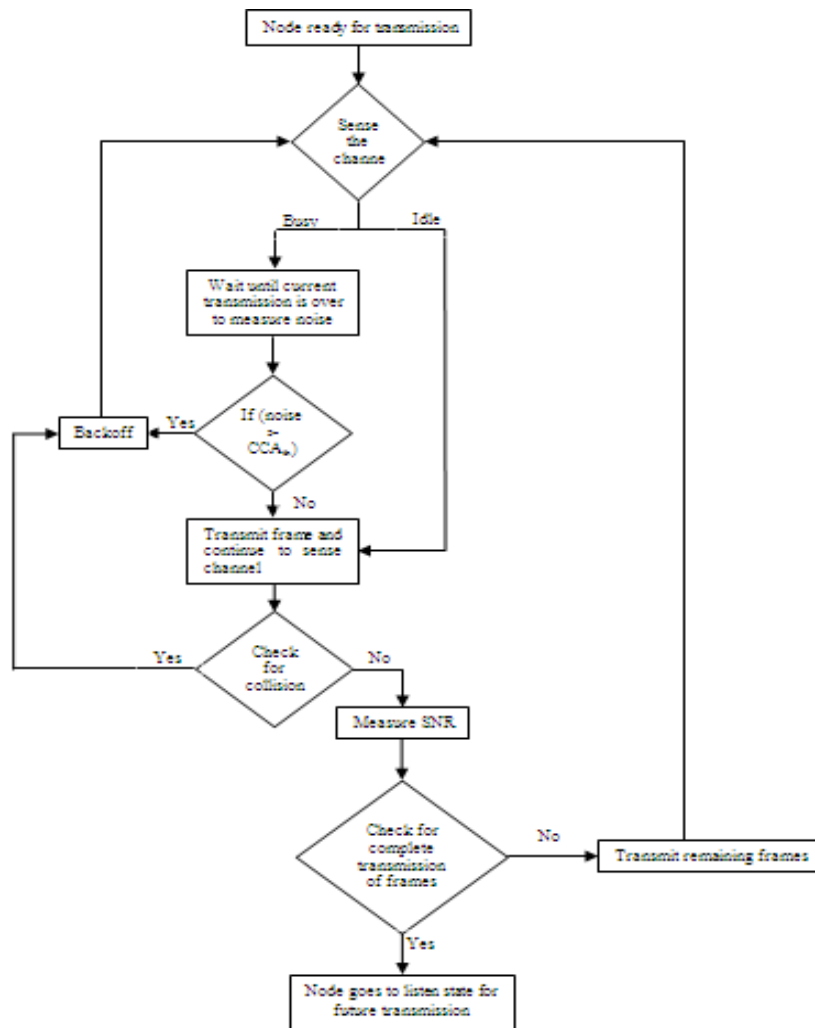 Node ready for transmission
Sense
the
channe
Busy
Idle
Wait until current
transmission is over
to measure noise
If (noise
>
CCAth)
Yes
Backoff
No
Transmit frame and
continue to sense
channel
Yes
Check
for
collision
No
Measure SNR
Check for
complete
transmission
of frames
No
Transmit remaining frames
Yes
Node goes to listen state for
future transmission